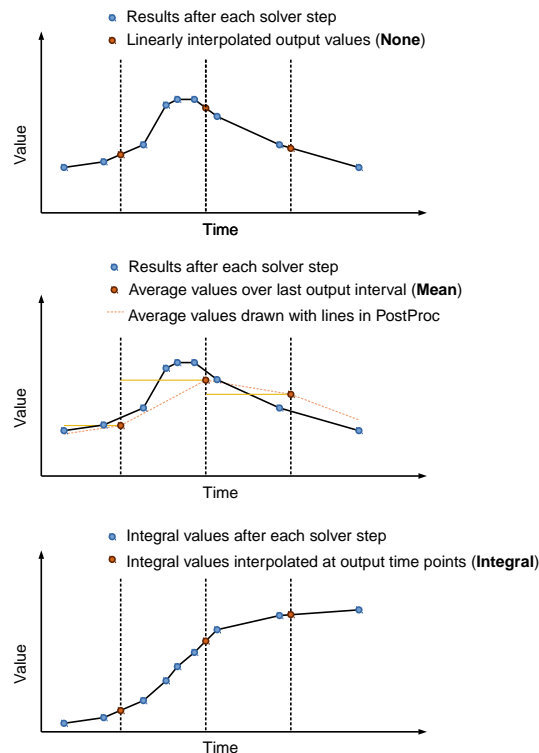 Results after each solver step
Linearly interpolated output values (None)
Value
Time
Results after each solver step
Average values over last output interval (Mean)
Average values drawn with lines in PostProc
Value
Time
Integral values after each solver step
Integral values interpolated at output time points (Integral)
Value
Time